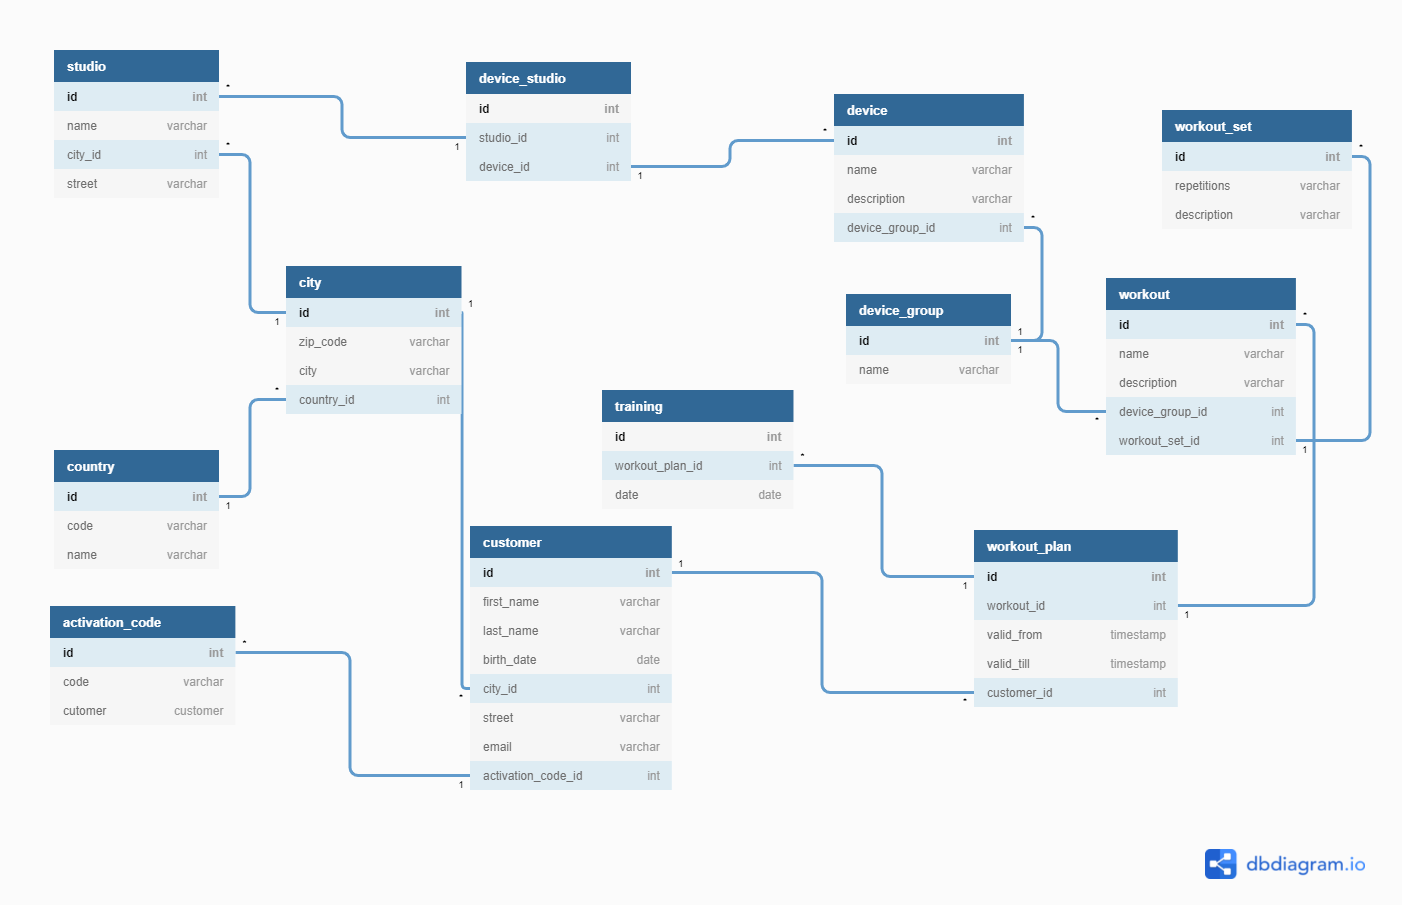 studio
id int
name varchar
city_id int
street varchar
*
*
device_studio
id int
studio_id int
device_id int
1
1
device
id int
name varchar
description varchar
device_group_id int
*
*
workout_set
id int
repetitions varchar
description varchar
*
city
id int
zip_code varchar
city varchar
country_id int
1
1
*
device_group
id int
name varchar
1
1
workout
id int
name varchar
description varchar
device_group_id int
workout_set_id int
*
*
1
training
id int
workout_plan_id int
date date
*
country
id int
code varchar
name varchar
1
customer
id int
first_name varchar
last_name varchar
birth_date date
city_id int
street varchar
email varchar
activation_code_id int
1
*
1
workout_plan
id int
workout_id int
valid_from timestamp
valid_till timestamp
customer_id int
1
1
*
activation_code
id int
code varchar
cutomer customer
*
dbdiagram.io